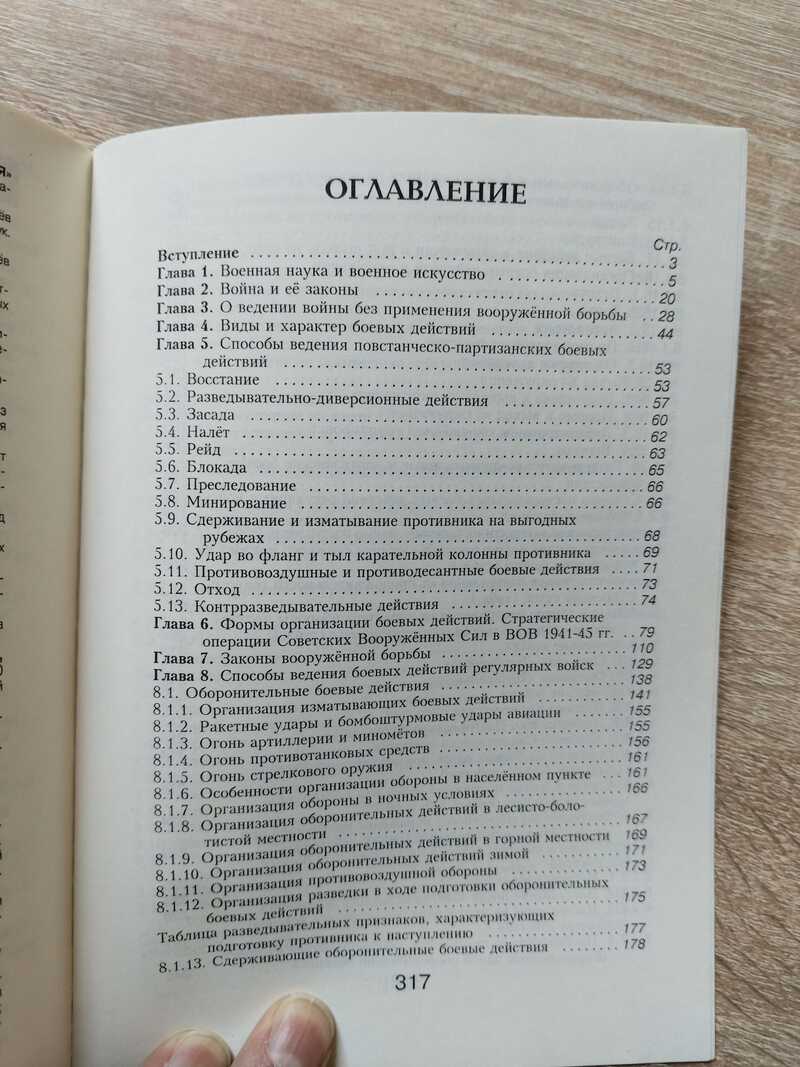 ОГЛАВЛЕНИЕ
Стр.
Вступление 3
Глава 1. Военная наука и военное искусство 5
Глава 2. Война и её законы 20
Глава 3. О ведении войны без применения вооружённой борьбы 28
Глава 4. Виды и характер боевых действий 44
Глава 5. Способы ведения повстанческо-партизанских боевых
действий 53
5.1. Восстание 53
5.2. Разведывательно-диверсионные действия 57
5.3. Засада 60
5.4. Налёт 62
5.5. Рейд 63
5.6. Блокада 65
5.7. Преследование 66
5.8. Минирование 66
5.9. Сдерживание и изматывание противника на выгодных
рубежах 68
5.10. Удар во фланг и тыл карательной колонны противника 69
5.11. Противовоздушные и противодесантные боевые действия 71
5.12. Отход 73
5.13. Контрразведывательные действия 74
Глава 6. Формы организации боевых действий. Стратегические
операции Советских Вооружённых Сил в ВОВ 1941-45 гг. 79
Глава 7. Законы вооружённой борьбы 110
Глава 8. Способы ведения боевых действий регулярных войск 129
8.1. Оборонительные боевые действия 138
8.1.1. Организация изматывающих боевых действий 141
8.1.2. Ракетные удары и бомбоштурмовые удары авиации 155
8.1.3. Огонь артиллерии и миномётов 155
8.1.4. Огонь противотанковых средств 156
8.1.5. Огонь стрелкового оружия 161
8.1.6. Особенности организации обороны в населённом пункте 161
8.1.7. Организация обороны в ночных условиях 166
8.1.8. Организация оборонительных действий в лесисто-боло-
тистой местности 167
8.1.9. Организация оборонительных действий в горной местности 169
8.1.10. Организация оборонительных действий зимой 171
8.1.11. Организация противовоздушной обороны 173
8.1.12. Организация разведки в ходе подготовки оборонительных
боевых действий 175
Таблица разведывательных признаков, характеризующих
подготовку противника к наступлению 177
8.1.13. Сдерживающие оборонительные боевые действия 178
317